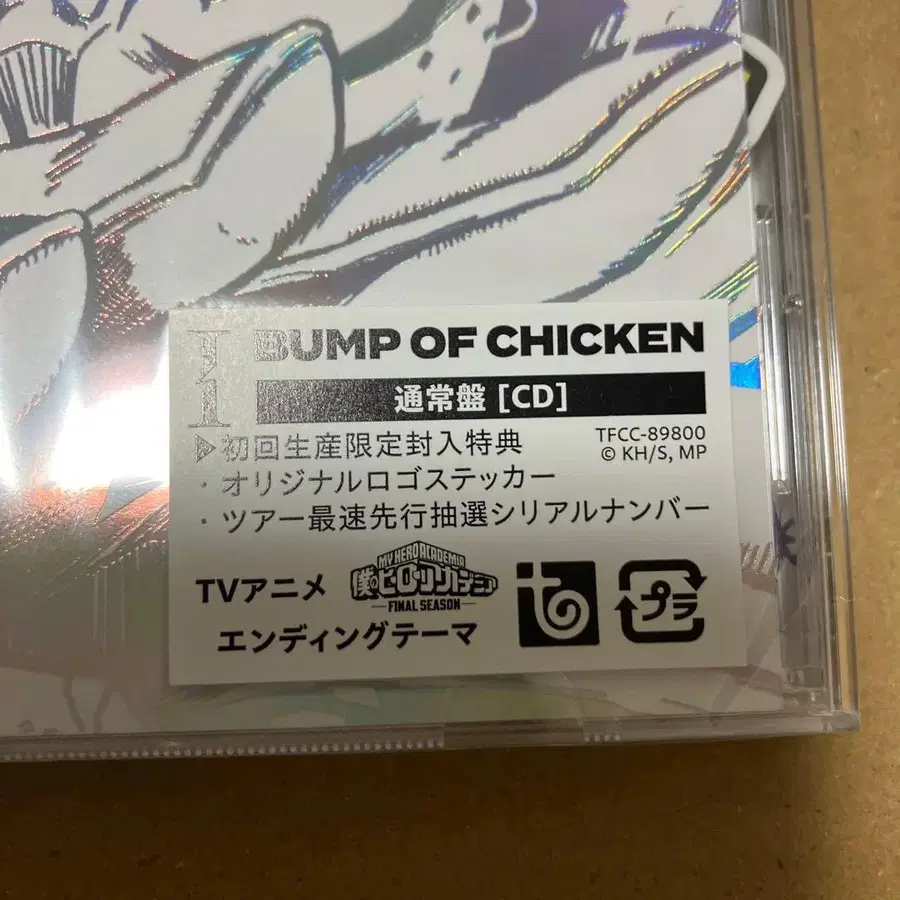 I
BUMP OF CHICKEN
通常盤 [CD]
▶初回生産限定封入特典
TFCC-89800
© KH/S, MP
・オリジナルロゴステッカー
・ツアー最速先行抽選シリアルナンバー
TVアニメ
MY HERO ACADEMIA
僕のヒーローアカデミア
FINAL SEASON
エンディングテーマ
プラ